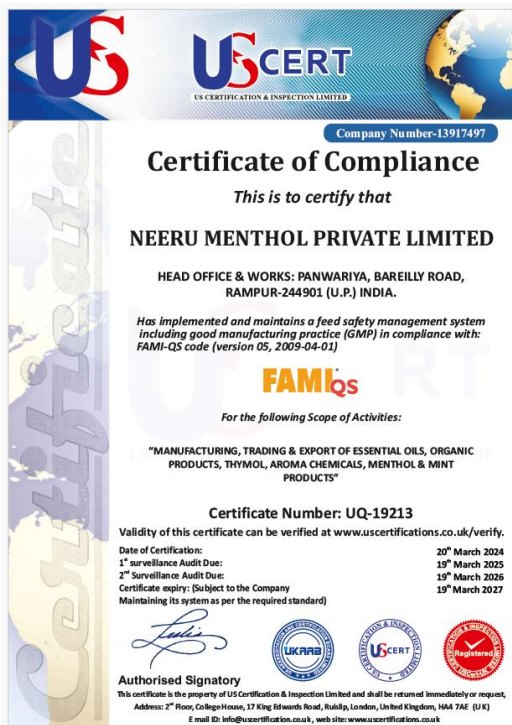 US
USCERT
US CERTIFICATION & INSPECTION LIMITED
Company Number-13917497
Certificate
Certificate of Compliance
This is to certify that
NEERU MENTHOL PRIVATE LIMITED
HEAD OFFICE & WORKS: PANWARIYA, BAREILLY ROAD,
RAMPUR-244901 (U.P.) INDIA.
Has implemented and maintains a feed safety management system
including good manufacturing practice (GMP) in compliance with:
FAMI-QS code (version 05, 2009-04-01)
FAMI QS
For the following Scope of Activities:
“MANUFACTURING, TRADING & EXPORT OF ESSENTIAL OILS, ORGANIC
PRODUCTS, THYMOL, AROMA CHEMICALS, MENTHOL & MINT
PRODUCTS”
Certificate Number: UQ-19213
Validity of this certificate can be verified at www.uscertifications.co.uk/verify.
Date of Certification: 20th March 2024
1st surveillance Audit Due: 19th March 2025
2nd Surveillance Audit Due: 19th March 2026
Certificate expiry: (Subject to the Company 19th March 2027
Maintaining its system as per the required standard)
UKAAB
USCERT
Registered
Authorised Signatory
This certificate is the property of US Certification & Inspection Limited and shall be returned immediately or request,
Address: 2nd Floor, College House, 17 King Edwards Road, Ruislip, London, United Kingdom, HA4 7AE (UK)
E mail ID: info@uscertification.co.uk , web site: www.uscertifications.co.uk